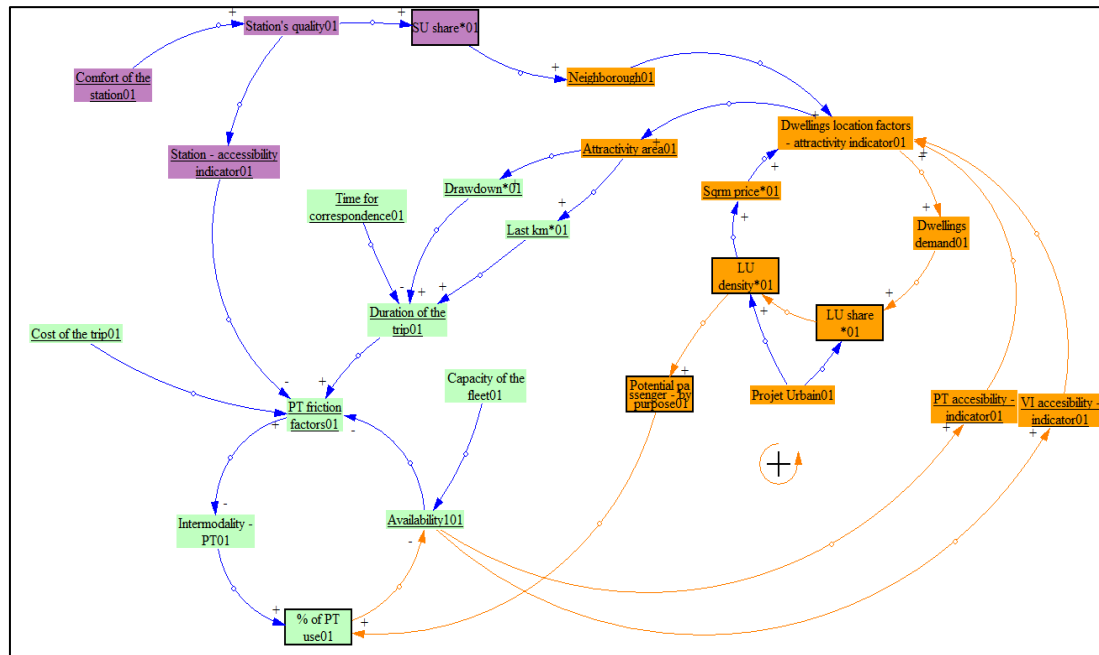 Station's quality01
SU share*01
Comfort of the
station01
Neighborough01
Dwellings location factors
- attractivity indicator01
Station - accessibility
indicator01
Attractivity area01
Drawdown*01
Sqrm price*01
Time for
correspondence01
Last km*01
Dwellings
demand01
LU
density*01
LU share
*01
Duration of the
trip01
Cost of the trip01
Capacity of the
fleet01
Potential pa
ssenger - by
purpose01
Projet Urbain01
PT friction
factors01
PT accesibility -
indicator01
VI accesibility -
indicator01
Intermodality -
PT01
Availability101
% of PT
use01